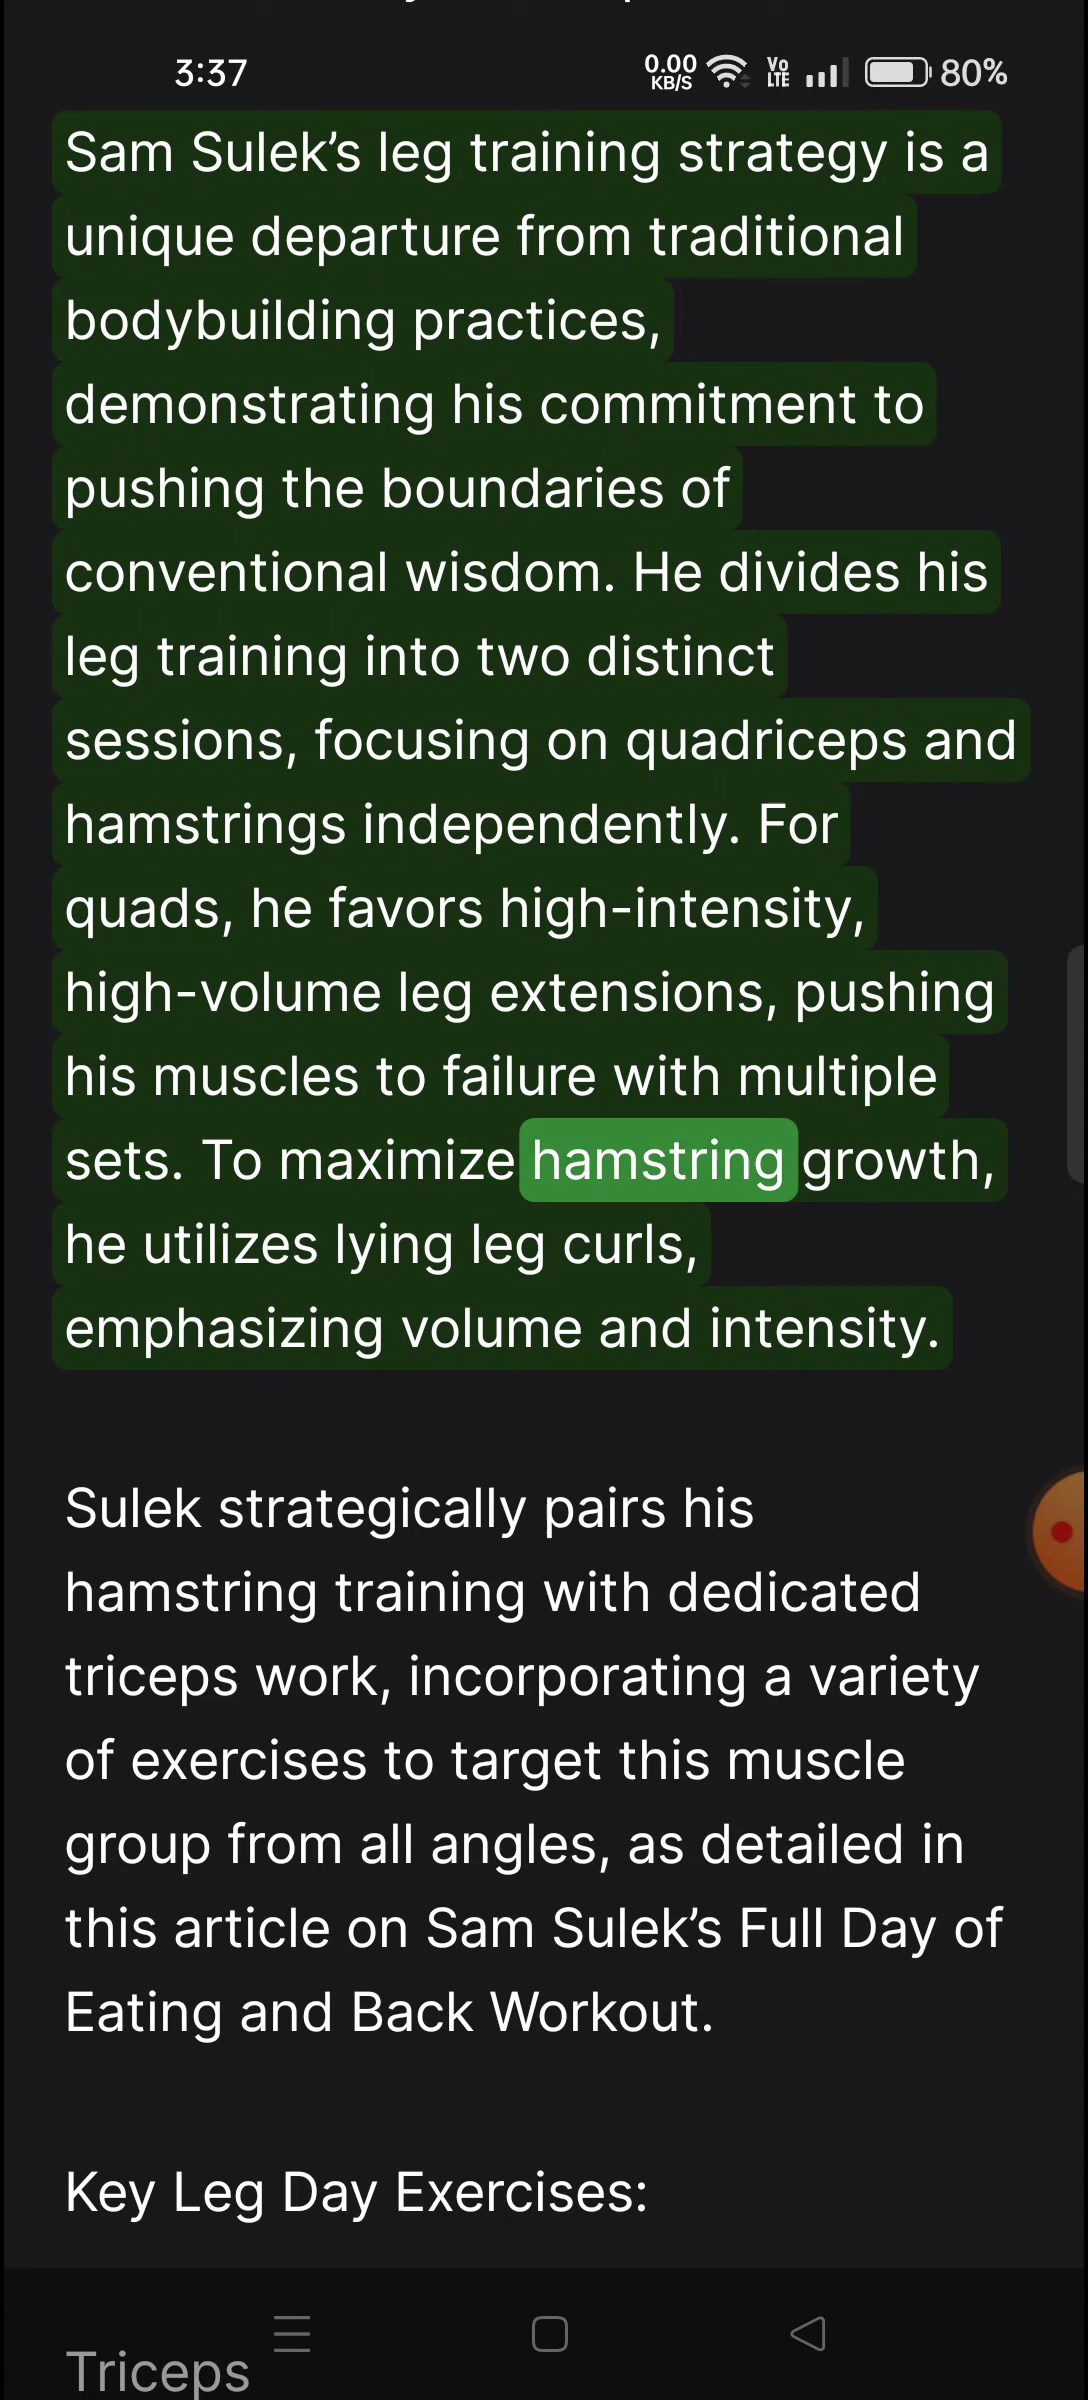 3:37
0.00 KB/S
Vo LTE
80%
Sam Sulek’s leg training strategy is a
unique departure from traditional
bodybuilding practices,
demonstrating his commitment to
pushing the boundaries of
conventional wisdom. He divides his
leg training into two distinct
sessions, focusing on quadriceps and
hamstrings independently. For
quads, he favors high-intensity,
high-volume leg extensions, pushing
his muscles to failure with multiple
sets. To maximize hamstring growth,
he utilizes lying leg curls,
emphasizing volume and intensity.
Sulek strategically pairs his
hamstring training with dedicated
triceps work, incorporating a variety
of exercises to target this muscle
group from all angles, as detailed in
this article on Sam Sulek’s Full Day of
Eating and Back Workout.
Key Leg Day Exercises:
Triceps